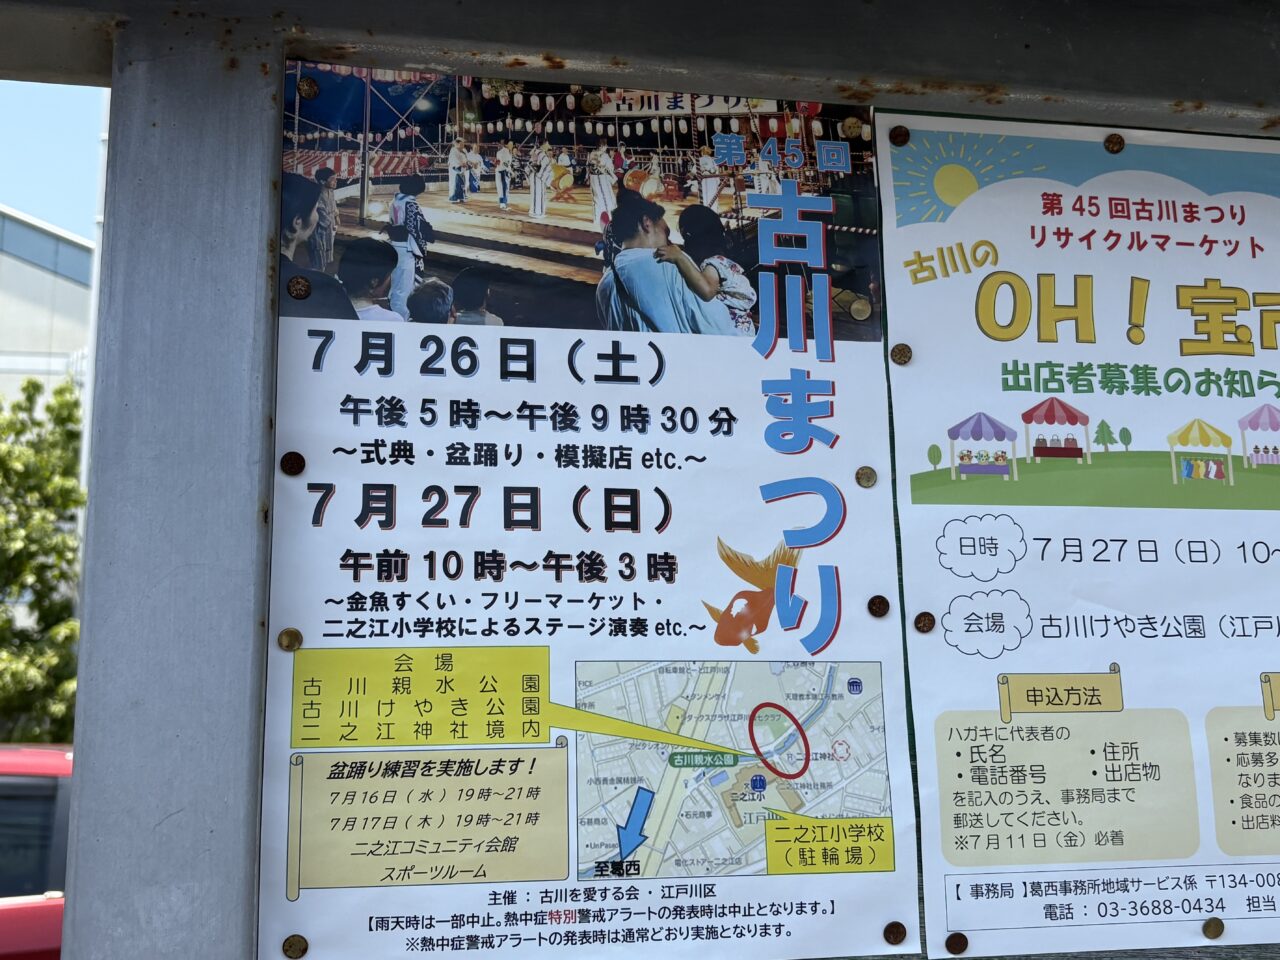 古川まつり
第45回
古川まつり
7月26日（土）
午後5時～午後9時30分
～式典・盆踊り・模擬店 etc.～
7月27日（日）
午前10時～午後3時
～金魚すくい・フリーマーケット・
二之江小学校によるステージ演奏 etc.～
会場
古川親水公園
古川けやき公園
二之江神社境内
盆踊り練習を実施します！
7月16日（水）19時～21時
7月17日（木）19時～21時
二之江コミュニティ会館
スポーツルーム
古川親水公園
二之江神社
二之江小
至葛西
二之江小学校
（駐輪場）
主催：古川を愛する会・江戸川区
【雨天時は一部中止。熱中症特別警戒アラートの発表時は中止となります。】
※熱中症警戒アラートの発表時は通常どおり実施となります。
第45回古川まつり
リサイクルマーケット
古川の
OH！宝市
出店者募集のお知ら
日時
7月27日（日）10～
会場
古川けやき公園（江戸川
申込方法
ハガキに代表者の
・氏名 ・住所
・電話番号 ・出店物
を記入のうえ、事務局まで
郵送してください。
※7月11日（金）必着
・募集数
・応募多
なりま
・食品の
・出店料
【事務局】葛西事務所地域サービス係 〒134-008
電話：03-3688-0434 担当